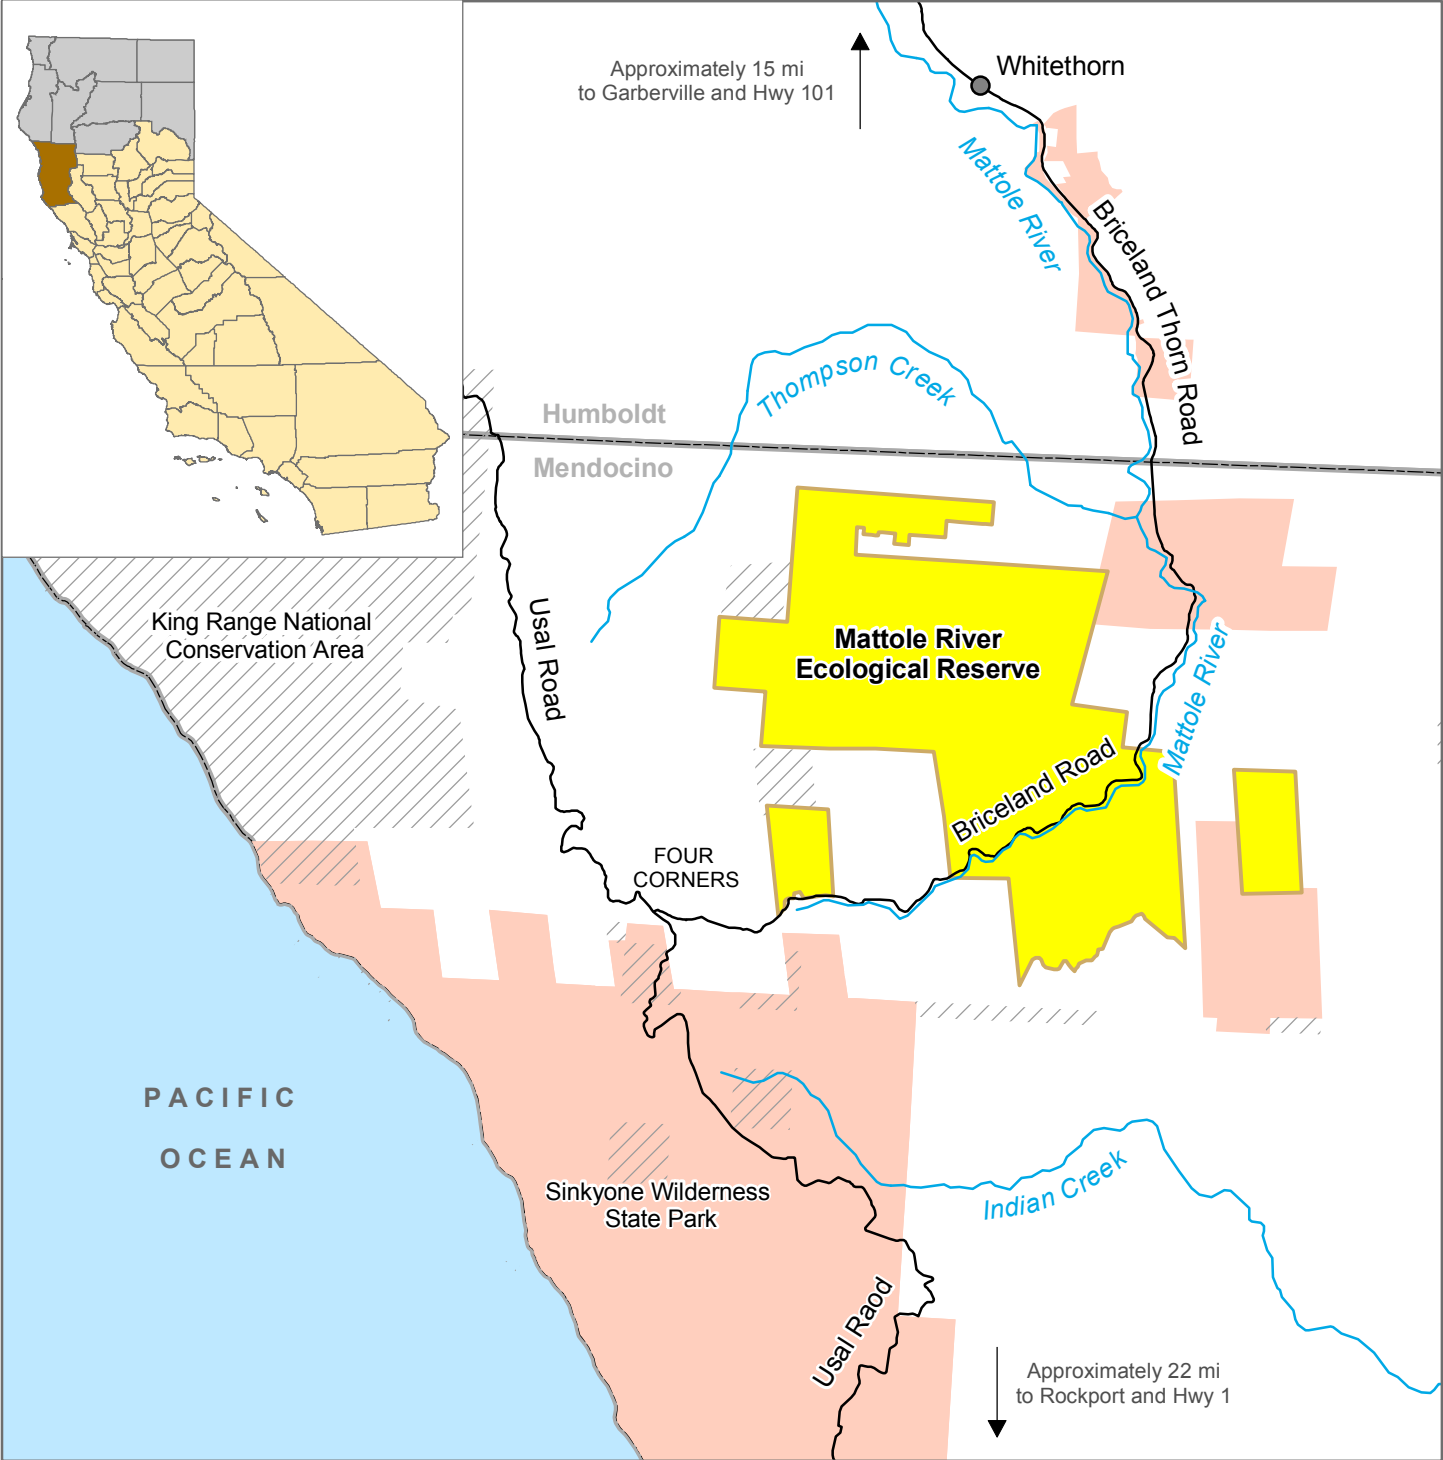 Approximately 15 mi
to Garberville and Hwy 101
Whitethorn
Mattole River
Briceland Thorn Road
Thompson Creek
Humboldt
Mendocino
King Range National
Conservation Area
Usal Road
Mattole River
Ecological Reserve
Mattole River
Briceland Road
FOUR
CORNERS
PACIFIC
OCEAN
Sinkyone Wilderness
State Park
Indian Creek
Usal Raod
Approximately 22 mi
to Rockport and Hwy 1